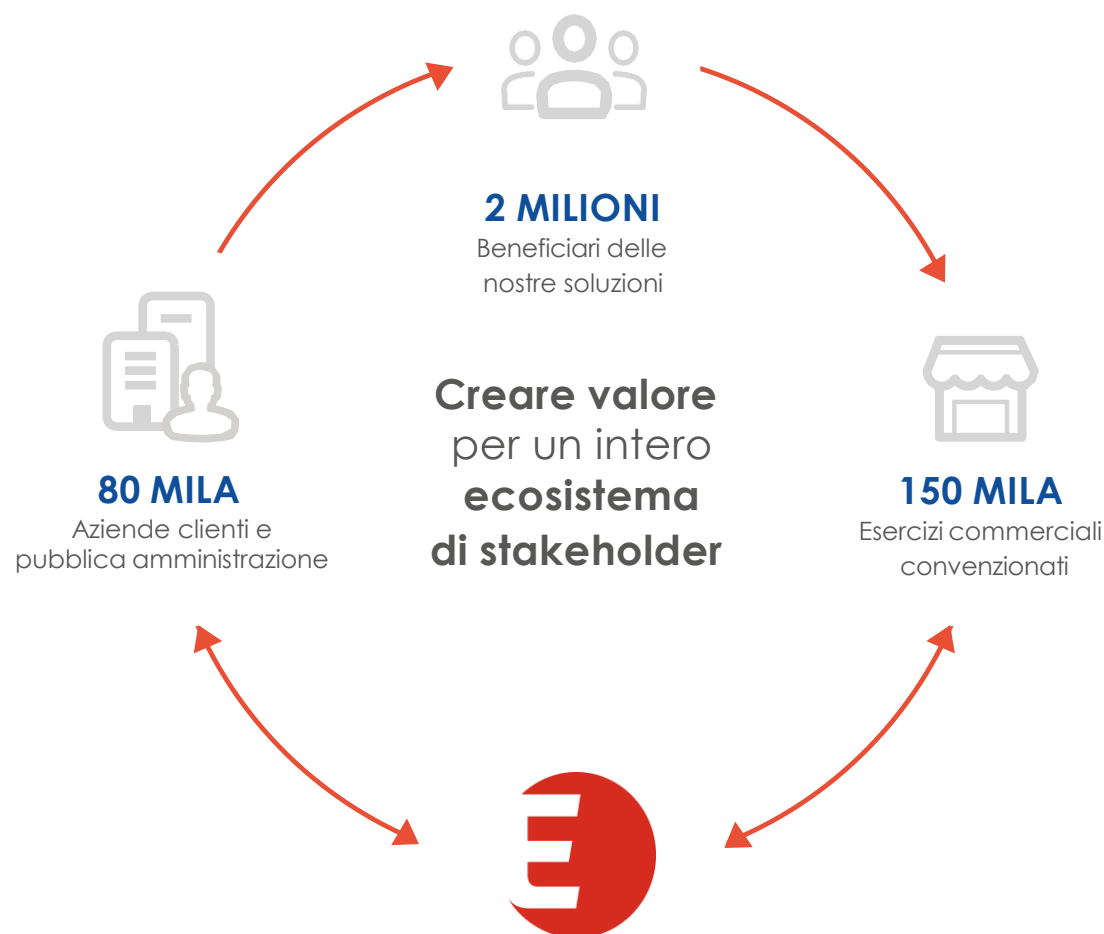 2 MILIONI
Beneficiari delle
nostre soluzioni
80 MILA
Aziende clienti e
pubblica amministrazione
Creare valore
per un intero
ecosistema
di stakeholder
150 MILA
Esercizi commerciali
convenzionati
E